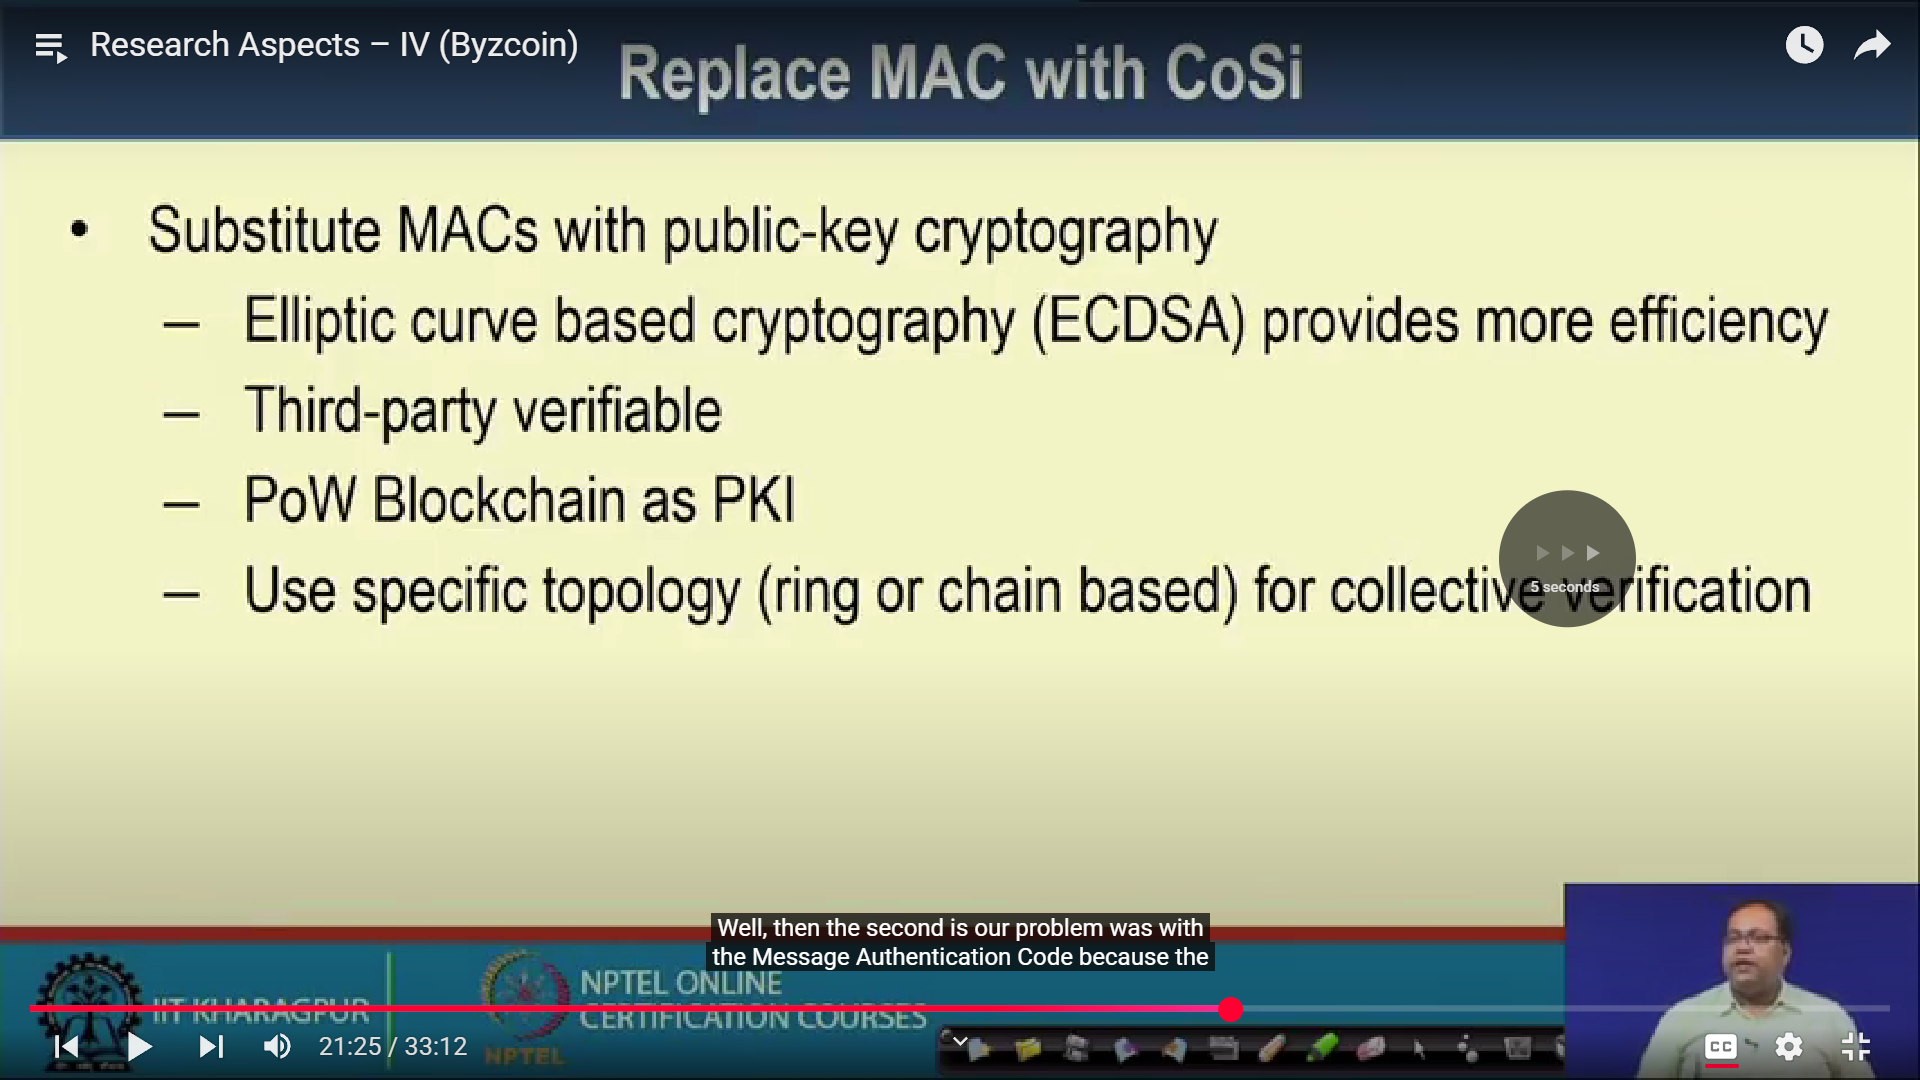 Research Aspects – IV (Byzcoin)
Replace MAC with CoSi
• Substitute MACs with public-key cryptography
– Elliptic curve based cryptography (ECDSA) provides more efficiency
– Third-party verifiable
– PoW Blockchain as PKI
– Use specific topology (ring or chain based) for collective verification
5 seconds
Well, then the second is our problem was with
the Message Authentication Code because the
IIT KHARAGPUR
NPTEL
NPTEL ONLINE
CERTIFICATION COURSES
21:25 / 33:12
CC